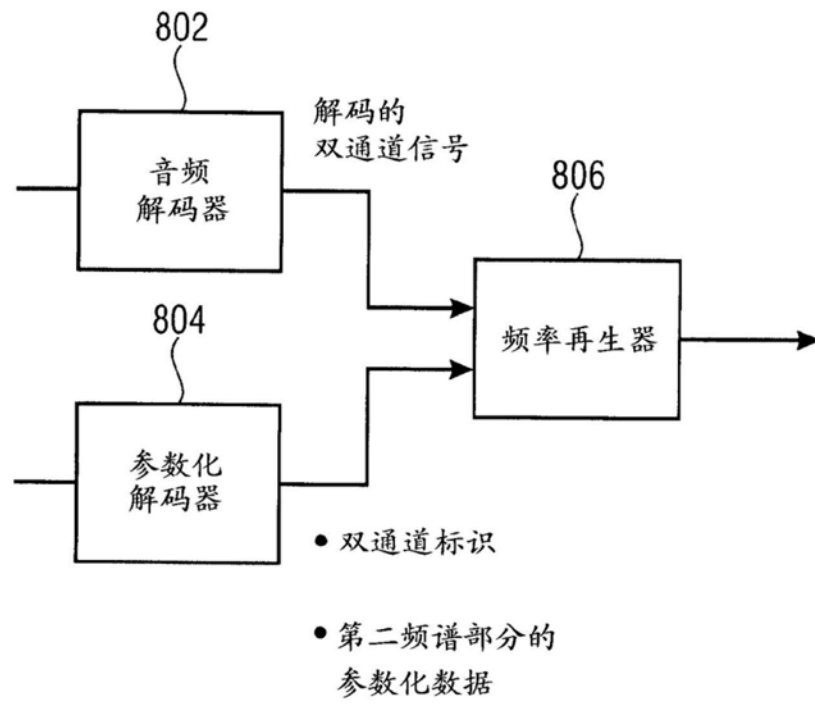 802
解码的
双通道信号
音频
解码器
806
804
频率再生器
参数化
解码器
• 双通道标识
• 第二频谱部分的
参数化数据